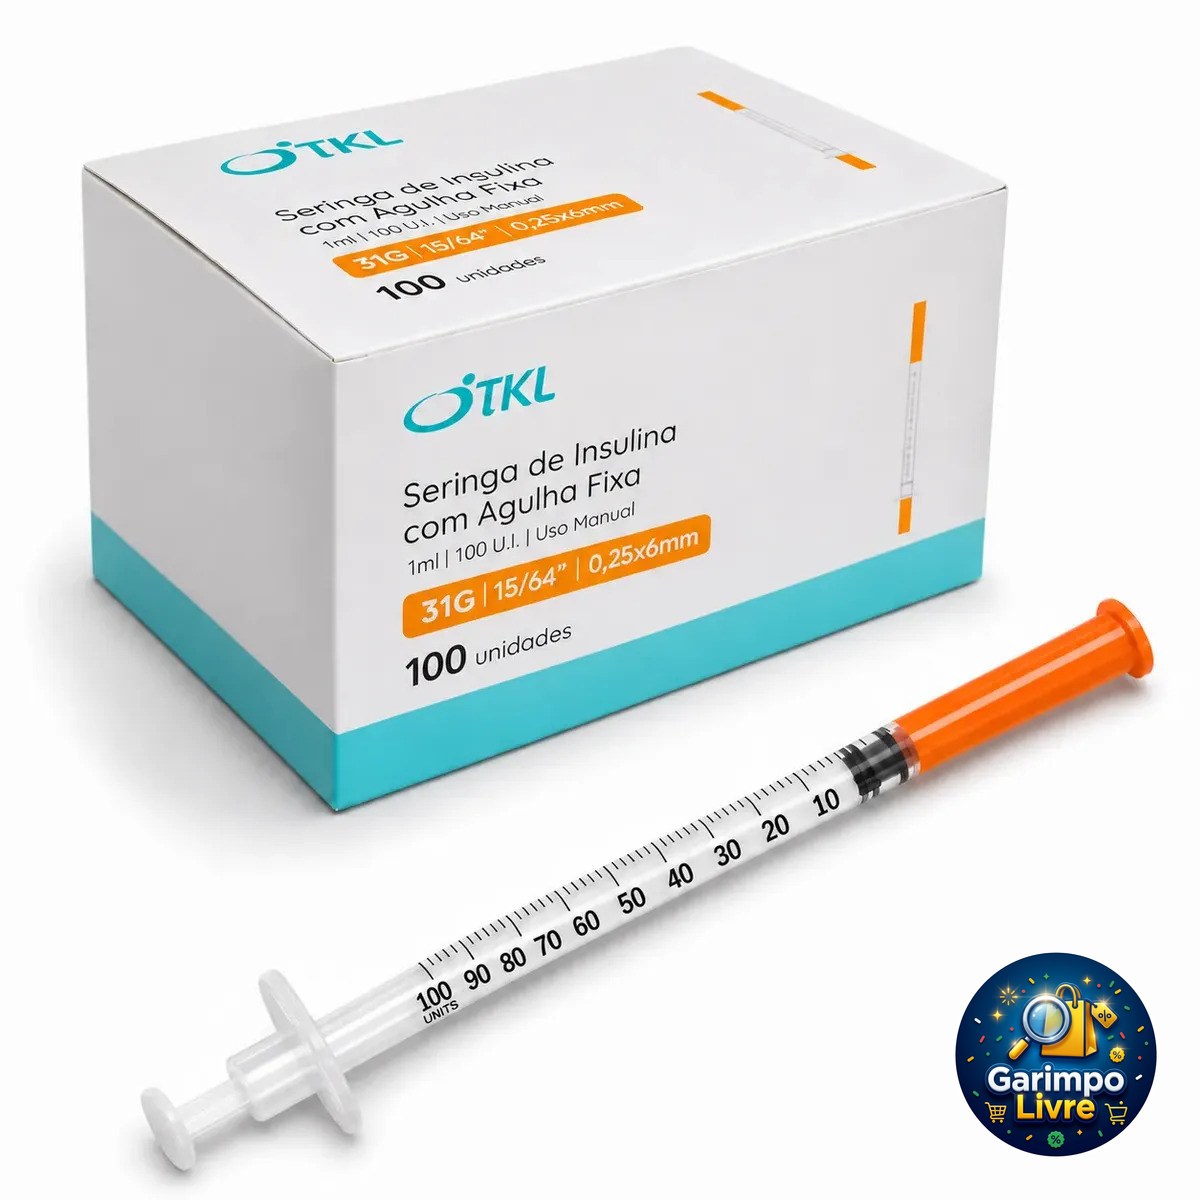 TKL
Seringa de Insulina
com Agulha Fixa
1ml | 100 U.I. | Uso Manual
31G | 15/64" | 0,25x6mm
100 unidades
TKL
Seringa de Insulina
com Agulha Fixa
1ml | 100 U.I. | Uso Manual
31G | 15/64" | 0,25x6mm
100 unidades
100 90 80 70 60 50 40 30 20 10
UNITS
Garimpo
Livre